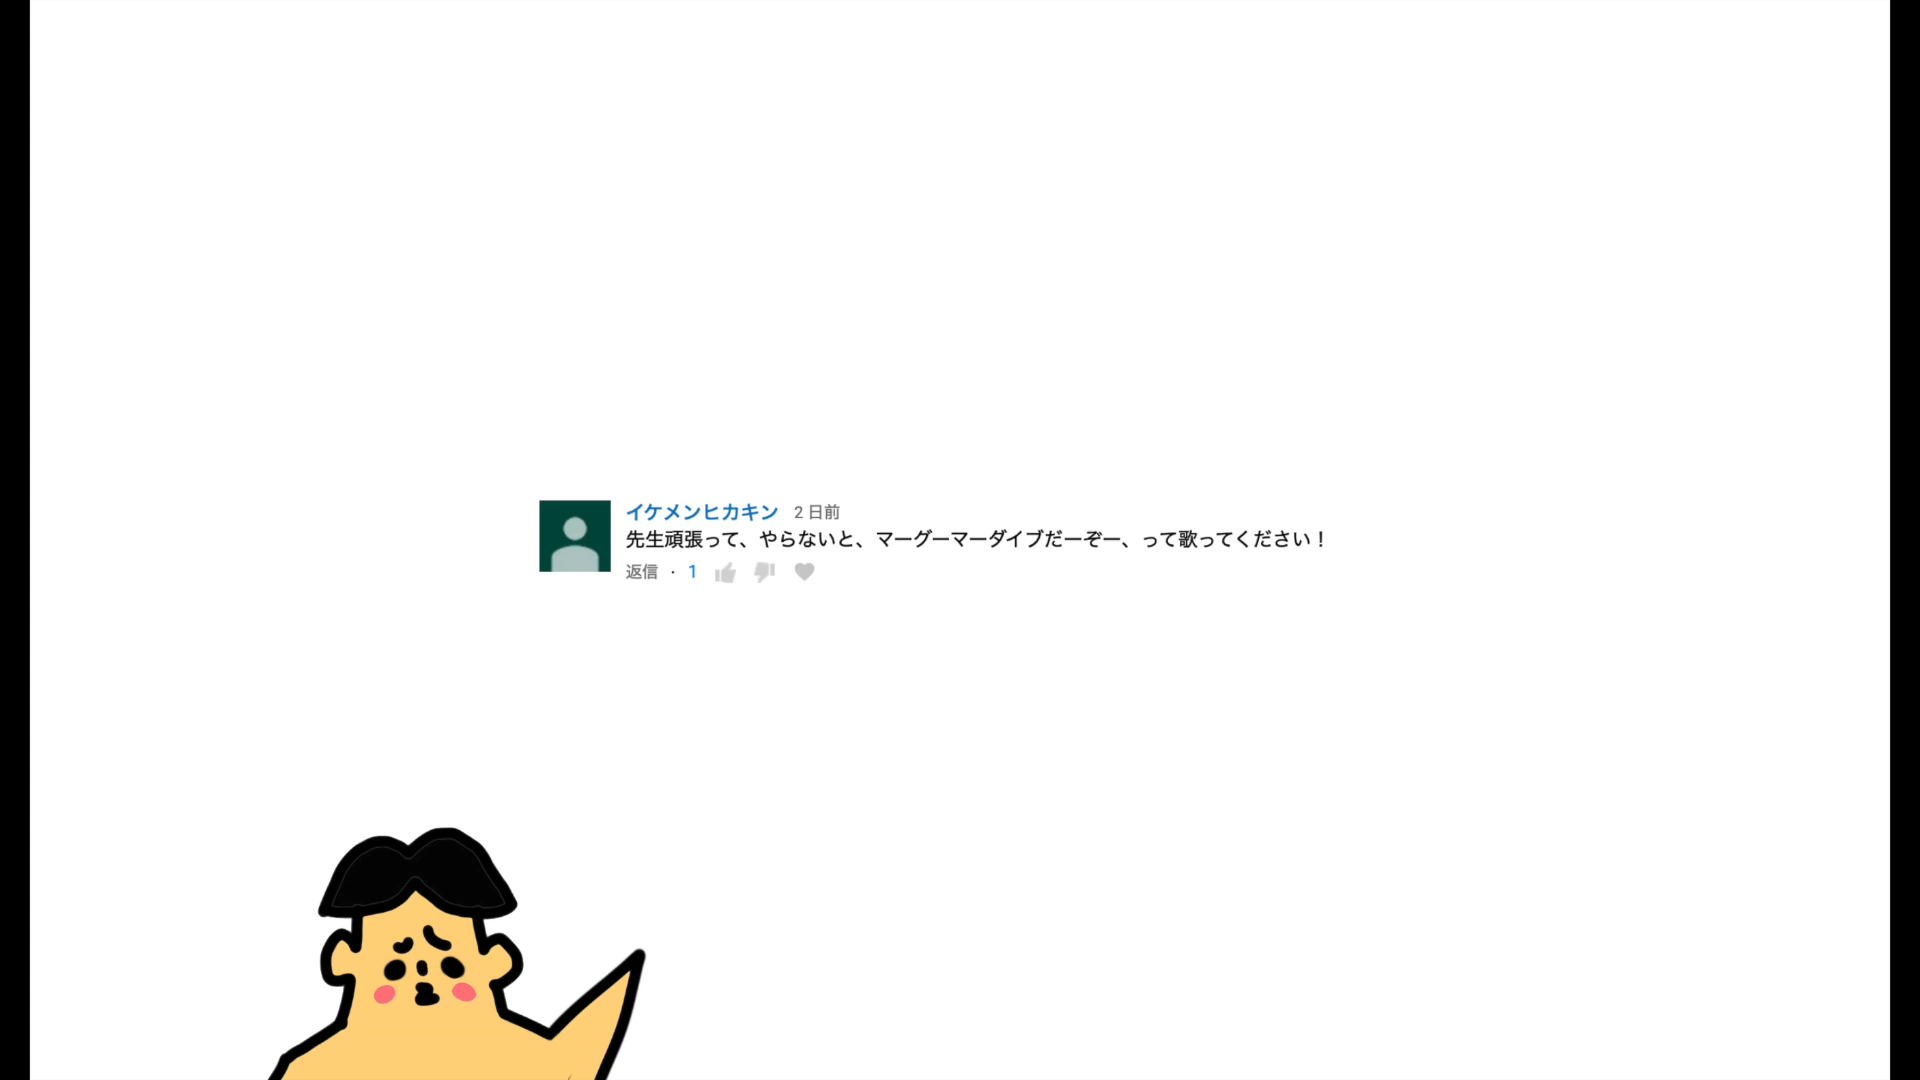 イケメンヒカキン 2 日前
先生頑張って、やらないと、マーグーマーダイブだーぞー、って歌ってください！
返信 · 1